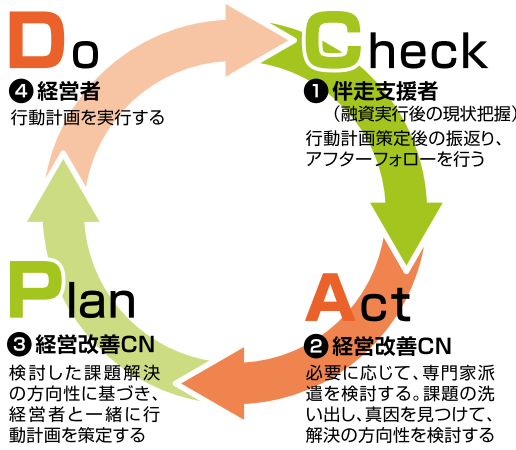 Do
❹経営者
行動計画を実行する
Check
❶伴走支援者
（融資実行後の現状把握）
行動計画策定後の振返り、
アフターフォローを行う
Plan
❸経営改善CN
検討した課題解決
の方向性に基づき、
経営者と一緒に行
動計画を策定する
Act
❷経営改善CN
必要に応じて、専門家派
遣を検討する。課題の洗
い出し、真因を見つけて、
解決の方向性を検討する